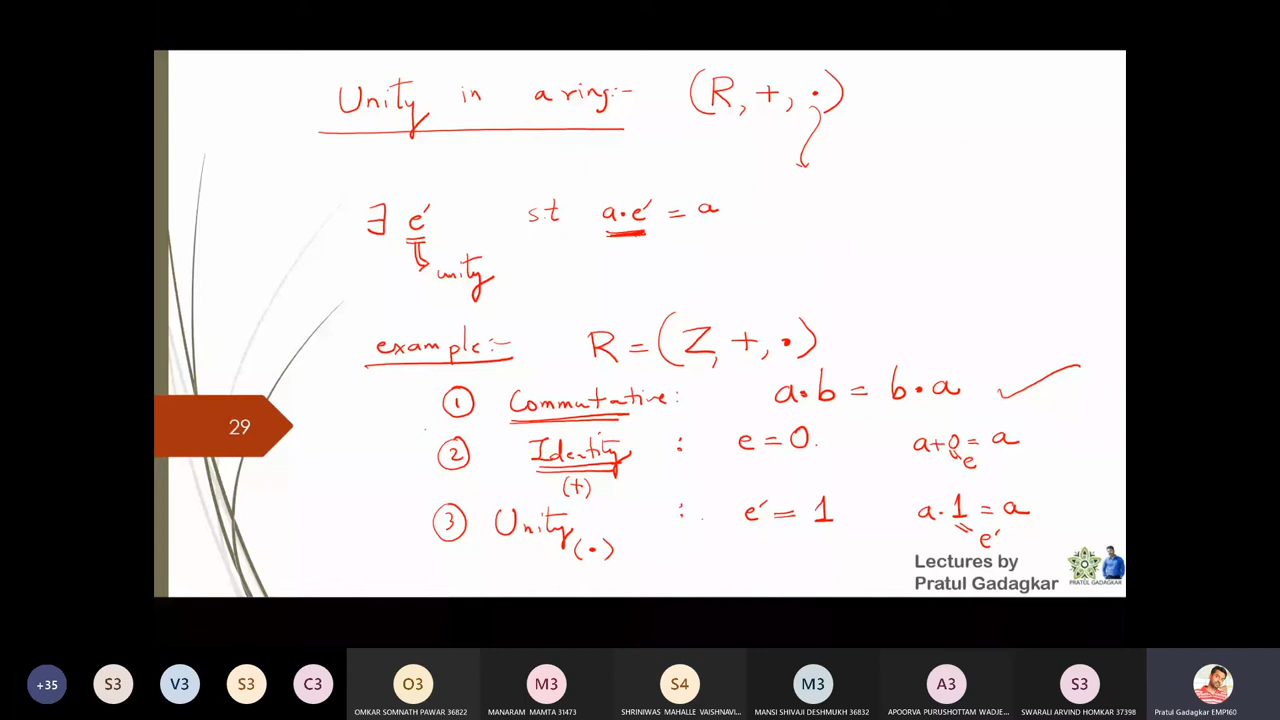 Unity in a ring:- (R, +, •)
∃ e′ s.t a•e′ = a
unity
example:- R = (Z, +, •)
① Commutative: a•b = b•a ✓
② Identity : e = 0. a+0 = a
(+) e
③ Unity : e′ = 1 a.1 = a
(•) e′
29
Lectures by
Pratul Gadagkar
PRATUL GADAGKAR
+35 S3 V3 S3 C3 O3 M3 S4 M3 A3 S3
OMKAR SOMNATH PAWAR 36822 MANARAM MAMTA 31473 SHRINIWAS MAHALLE VAISHNAVI... MANSI SHIVAJI DESHMUKH 36832 APOORVA PURUSHOTTAM WADJE... SWARALI ARVIND HOMKAR 37398 Pratul Gadagkar EMP160